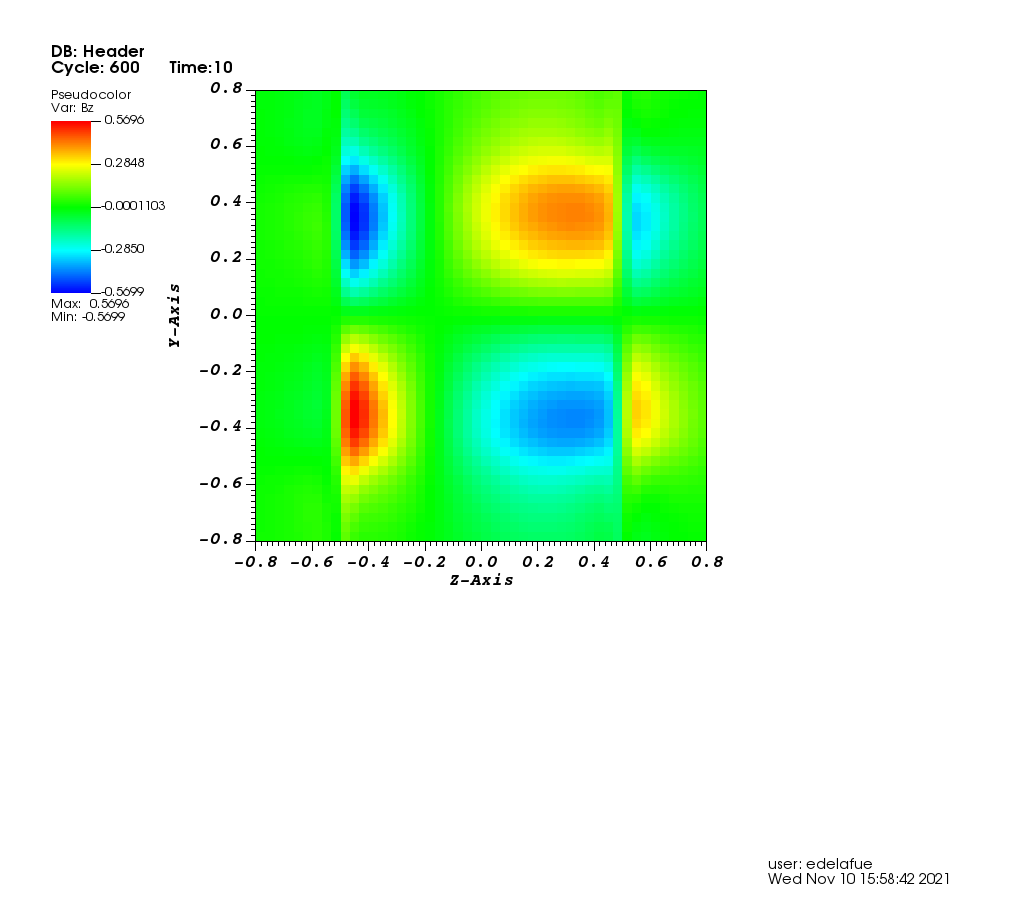 DB: Header
Cycle: 600 Time:10
Pseudocolor
Var: Bz
0.5696
0.2848
-0.0001103
-0.2850
-0.5699
Max: 0.5696
Min: -0.5699
0.8
0.6
0.4
0.2
0.0
-0.2
-0.4
-0.6
-0.8
Y-Axis
-0.8 -0.6 -0.4 -0.2 0.0 0.2 0.4 0.6 0.8
Z-Axis
user: edelafue
Wed Nov 10 15:58:42 2021